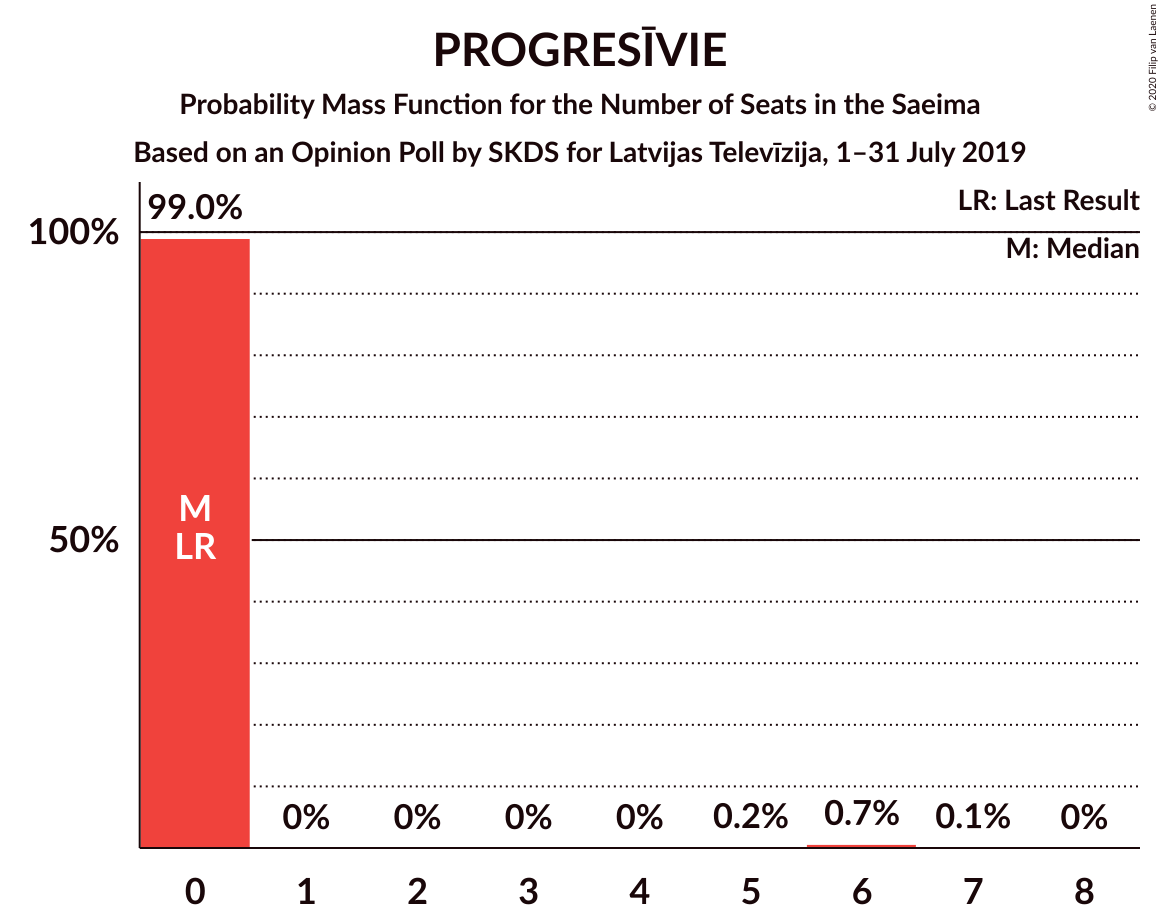 PROGRESĪVIE
Probability Mass Function for the Number of Seats in the Saeima
Based on an Opinion Poll by SKDS for Latvijas Televīzija, 1–31 July 2019
© 2020 Filip van Laenen
LR: Last Result
M: Median
99.0%
100%
50%
M
LR
0% 0% 0% 0% 0.2% 0.7% 0.1% 0%
0 1 2 3 4 5 6 7 8